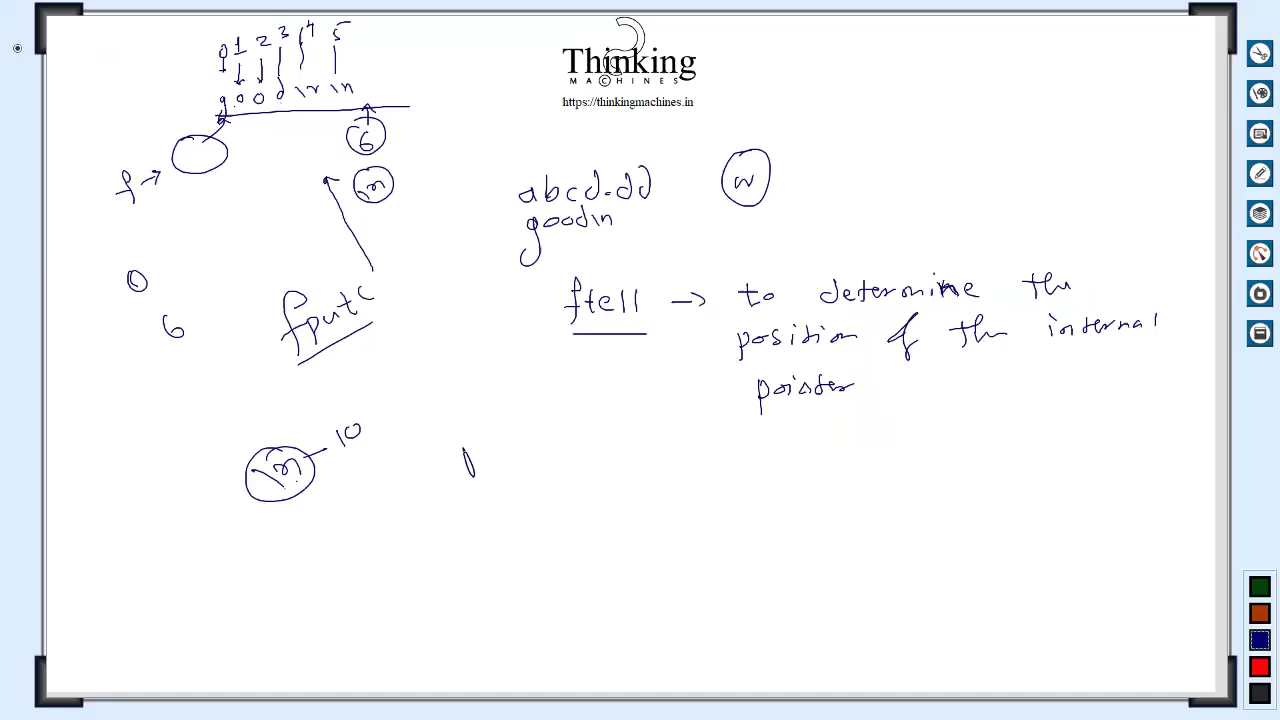 0 1 2 3 4 5
g o o d \r \n
Thinking
MACHINES
https://thinkingmachines.in
6
f →
\n
abcd.dd
w
good\n
0
6
fputc
ftell → to determine the
position of the internal
pointer
\n - 10